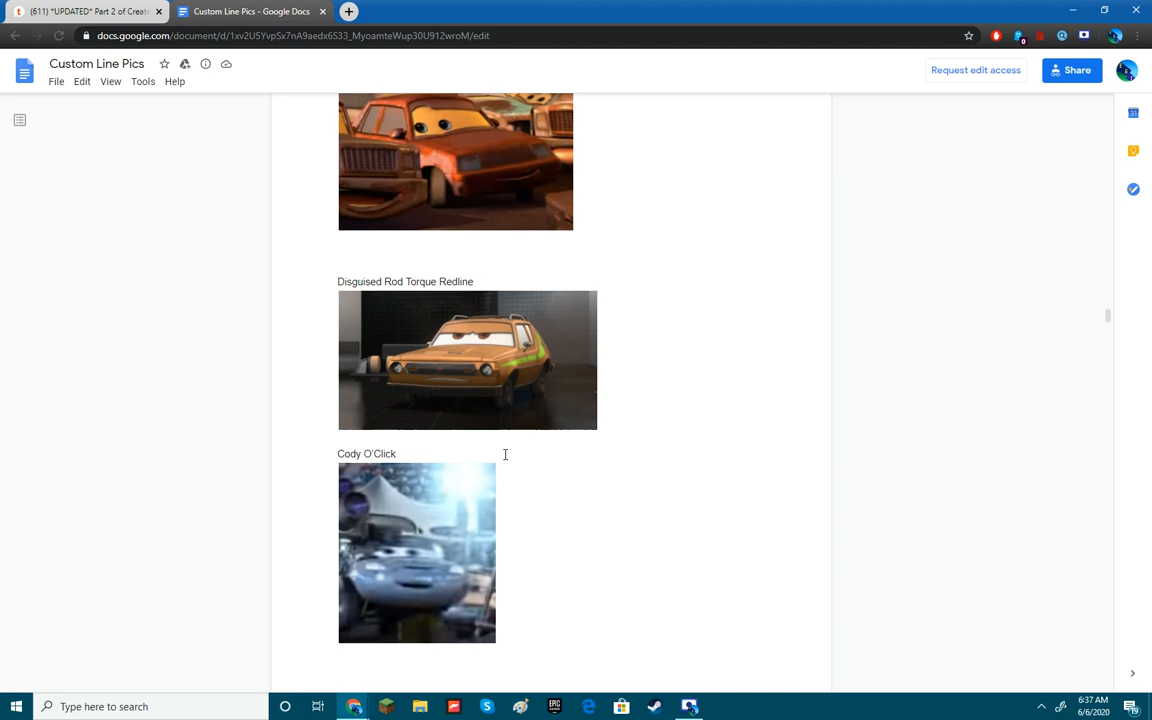 (611) *UPDATED* Part 2 of Create
Custom Line Pics - Google Docs
docs.google.com/document/d/1xv2U5YvpSx7nA9aedx6S33_MyoamteWup30U912wroM/edit
Custom Line Pics
File Edit View Tools Help
Request edit access
Share
Disguised Rod Torque Redline
Cody O'Click
Type here to search
6:37 AM
6/6/2020